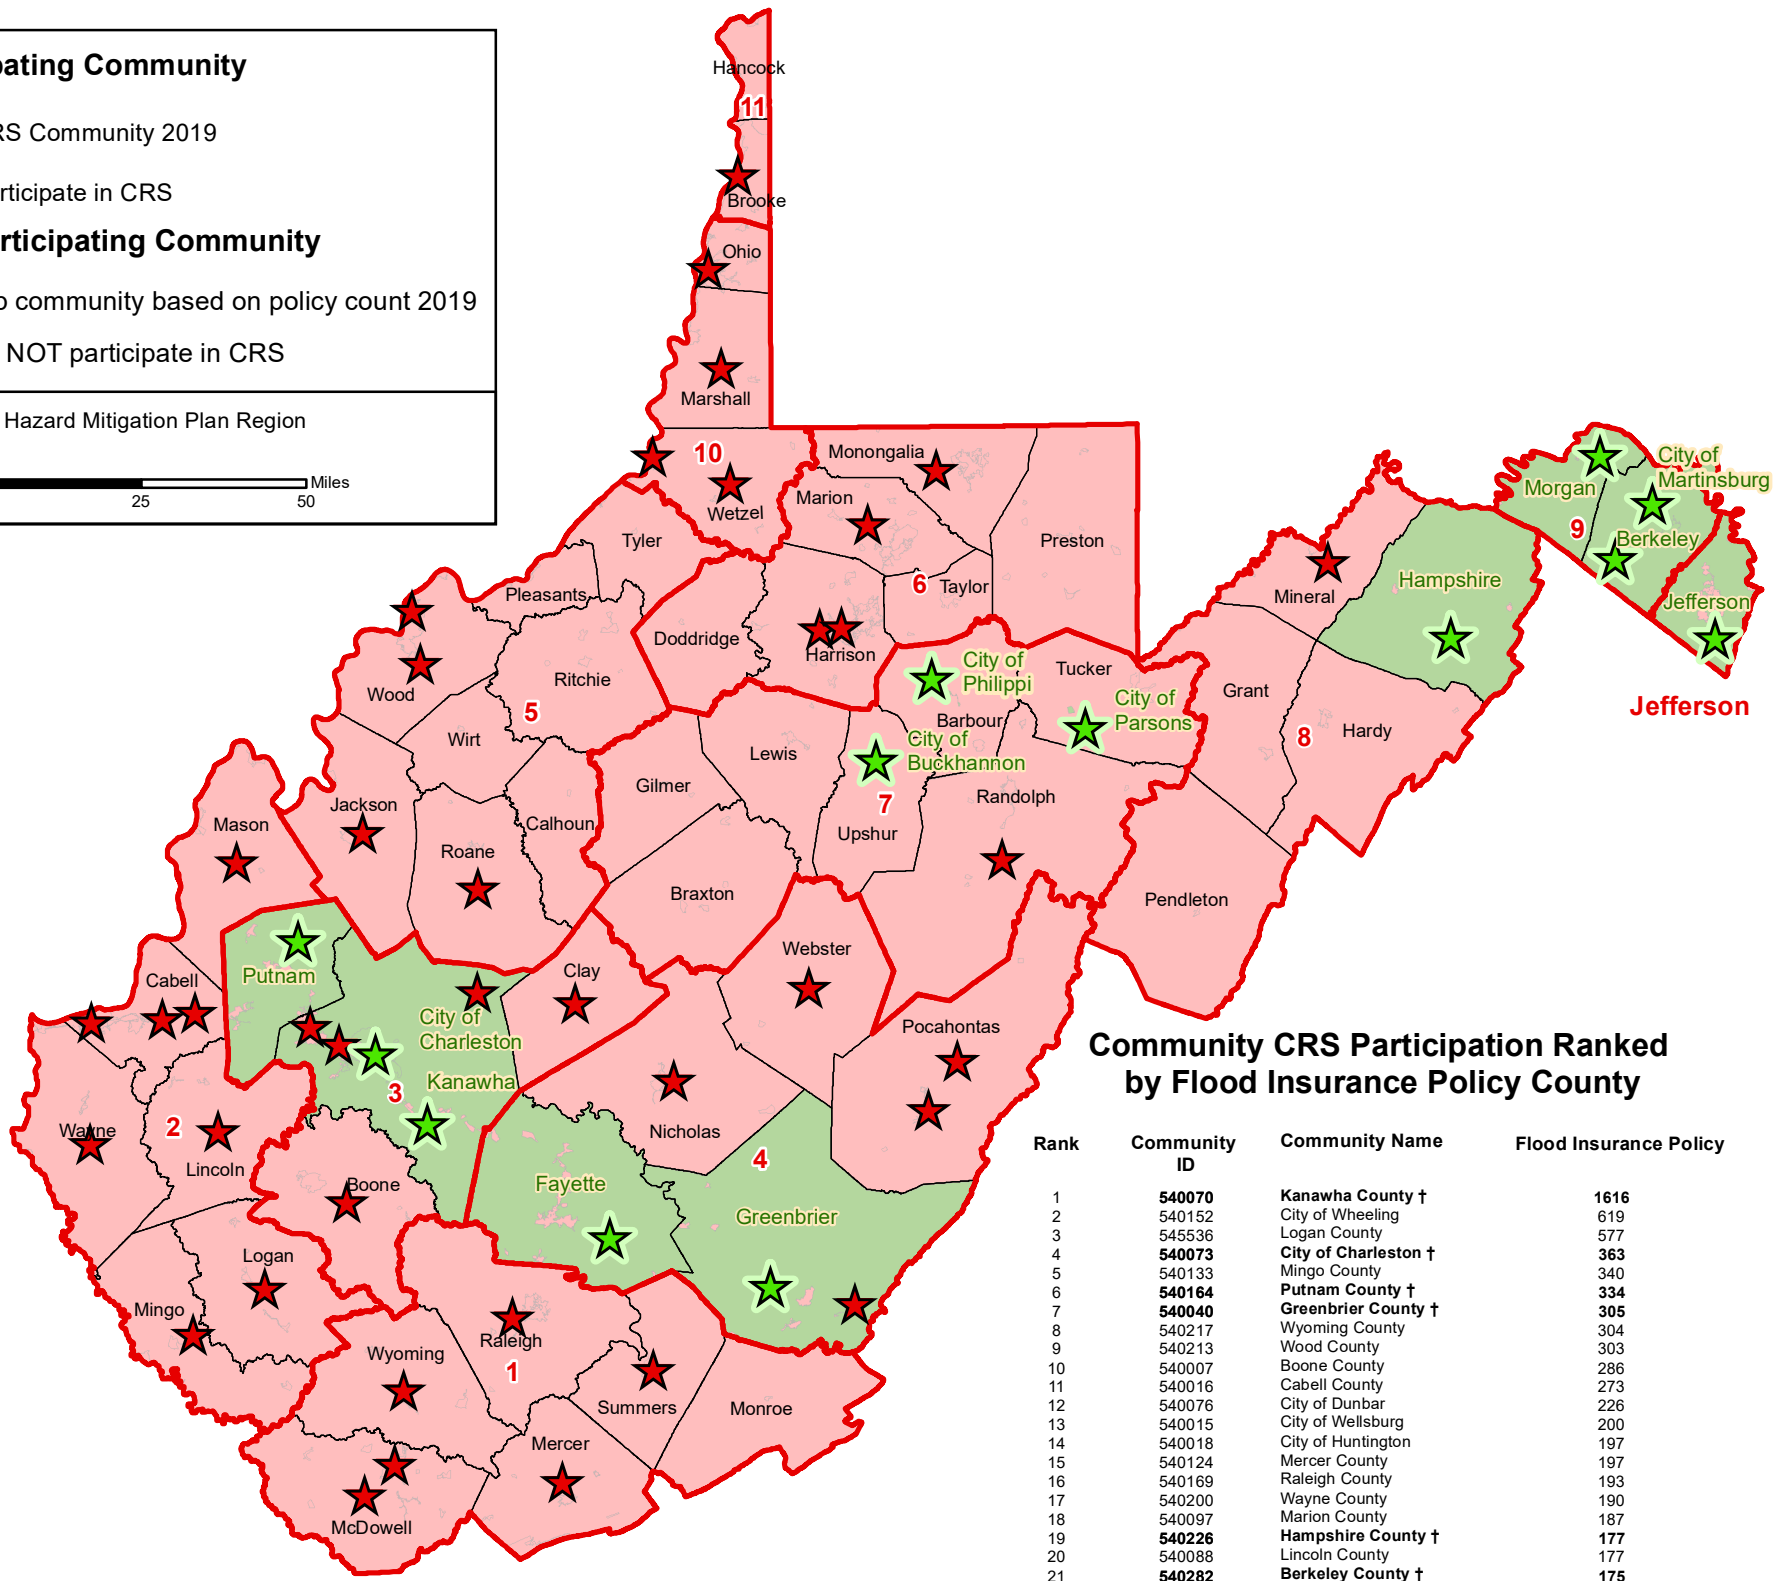 pating Community
RS Community 2019
rticipate in CRS
rticipating Community
o community based on policy count 2019
NOT participate in CRS
Hazard Mitigation Plan Region
Miles
25
50
Hancock
11
Brooke
Ohio
Marshall
10
Wetzel
Monongalia
Marion
Preston
Tyler
6
Taylor
Pleasants
Doddridge
Harrison
Ritchie
Wood
5
Wirt
City of
Philippi
Tucker
City of
Parsons
Barbour
City of
Buckhannon
Lewis
Gilmer
7
Randolph
Upshur
Grant
8
Hardy
Mineral
Hampshire
Morgan
9
City of
Martinsburg
Berkeley
Jefferson
Jefferson
Jackson
Calhoun
Mason
Roane
Braxton
Pendleton
Webster
Putnam
Cabell
Clay
City of
Charleston
Kanawha
3
Pocahontas
Wayne
2
Lincoln
Nicholas
4
Boone
Fayette
Greenbrier
Logan
Mingo
Wyoming
Raleigh
1
Summers
Monroe
Mercer
McDowell
Community CRS Participation Ranked
by Flood Insurance Policy County
Rank Community ID Community Name Flood Insurance Policy
1 540070 Kanawha County † 1616
2 540152 City of Wheeling 619
3 545536 Logan County 577
4 540073 City of Charleston † 363
5 540133 Mingo County 340
6 540164 Putnam County † 334
7 540040 Greenbrier County † 305
8 540217 Wyoming County 304
9 540213 Wood County 303
10 540007 Boone County 286
11 540016 Cabell County 273
12 540076 City of Dunbar 226
13 540015 City of Wellsburg 200
14 540018 City of Huntington 197
15 540124 Mercer County 197
16 540169 Raleigh County 193
17 540200 Wayne County 190
18 540097 Marion County 187
19 540226 Hampshire County † 177
20 540088 Lincoln County 177
21 540282 Berkeley County † 175